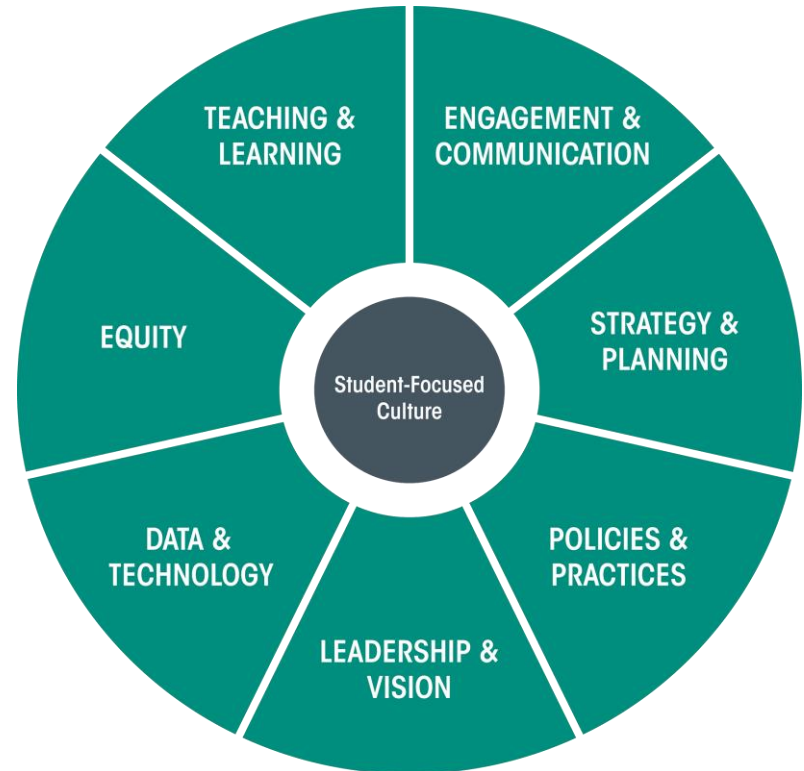 TEACHING &
LEARNING
ENGAGEMENT &
COMMUNICATION
EQUITY
STRATEGY &
PLANNING
Student-Focused
Culture
DATA &
TECHNOLOGY
POLICIES &
PRACTICES
LEADERSHIP &
VISION